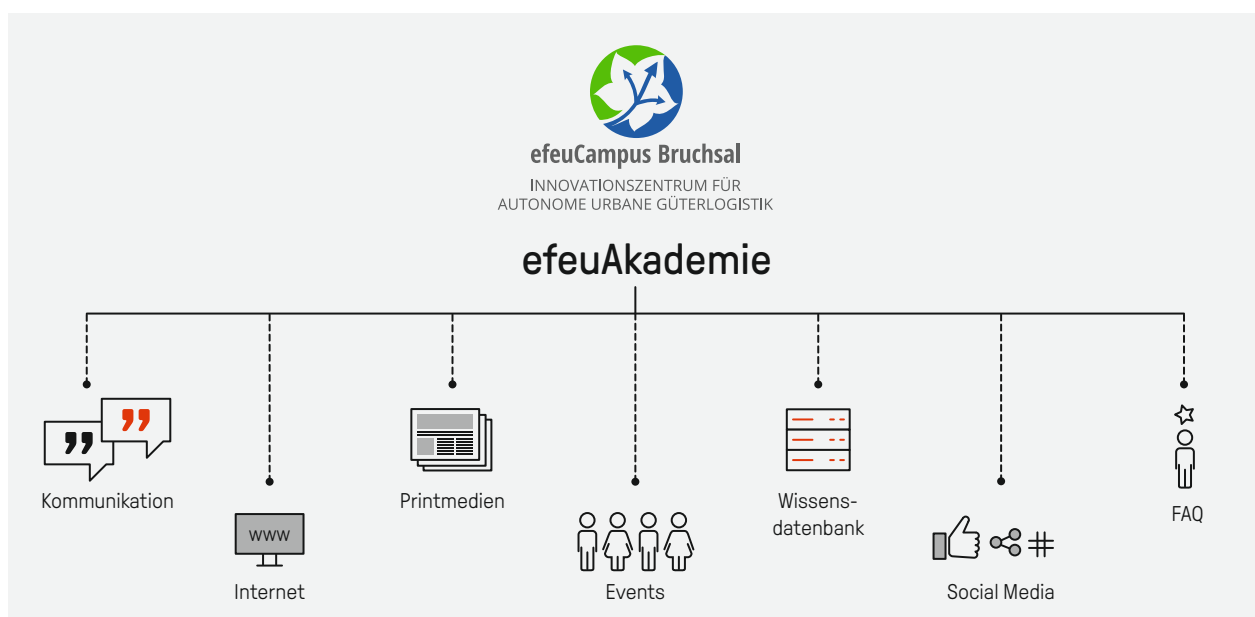 efeuCampus Bruchsal
INNOVATIONSZENTRUM FÜR
AUTONOME URBANE GÜTERLOGISTIK
efeuAkademie
Kommunikation
WWW
Internet
Printmedien
Events
Wissens-
datenbank
Social Media
FAQ